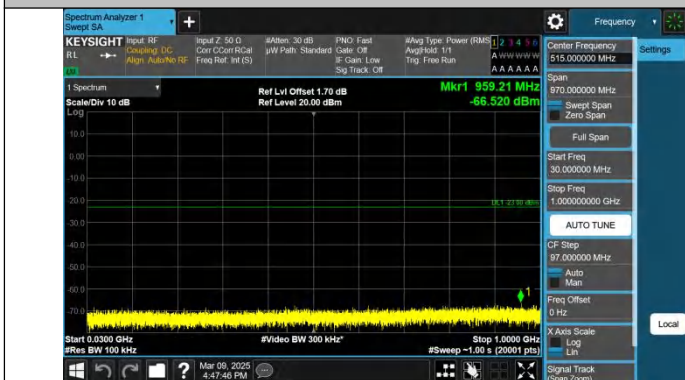 Spectrum Analyzer 1
Swept SA
Frequency
KEYSIGHT
RL
Input: RF
Coupling: DC
Align: Auto/No RF
Input Z: 50 Ω
Corr CCorr RCal
Freq Ref: Int (S)
#Atten: 30 dB
µW Path: Standard
PNO: Fast
Gate: Off
IF Gain: Low
Sig Track: Off
#Avg Type: Power (RMS
Avg|Hold: 1/1
Trig: Free Run
1 2 3 4 5 6
A W W W W W
A A A A A A
1 Spectrum
Scale/Div 10 dB
Log
Ref Lvl Offset 1.70 dB
Ref Level 20.00 dBm
Mkr1 959.21 MHz
-66.520 dBm
10.0
0.00
-10.0
-20.0
-30.0
-40.0
-50.0
-60.0
-70.0
1
Start 0.0300 GHz
#Res BW 100 kHz
#Video BW 300 kHz*
Stop 1.0000 GHz
#Sweep ~1.00 s (20001 pts)
Mar 09, 2025
4:47:46 PM
Center Frequency
515.000000 MHz
Span
970.000000 MHz
Swept Span
Zero Span
Full Span
Start Freq
30.000000 MHz
Stop Freq
1.000000000 GHz
AUTO TUNE
CF Step
97.000000 MHz
Auto
Man
Freq Offset
0 Hz
X Axis Scale
Log
Lin
Signal Track
(Span Zoom)
Settings
Local